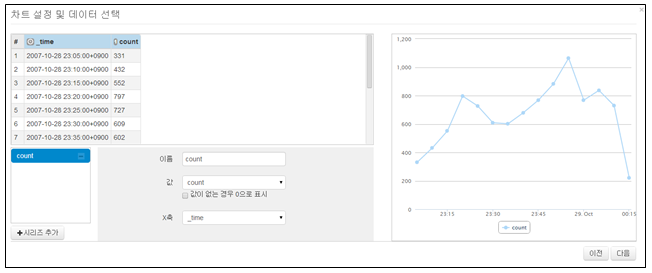 차트 설정 및 데이터 선택
# _time count
1 2007-10-28 23:05:00+0900 331
2 2007-10-28 23:10:00+0900 432
3 2007-10-28 23:15:00+0900 552
4 2007-10-28 23:20:00+0900 797
5 2007-10-28 23:25:00+0900 727
6 2007-10-28 23:30:00+0900 609
7 2007-10-28 23:35:00+0900 602
count
+시리즈 추가
이름 count
값 count
값이 없는 경우 0으로 표시
X축 _time
1,200
1,000
800
600
400
200
0
23:15 23:30 23:45 29. Oct 00:15
count
이전 다음